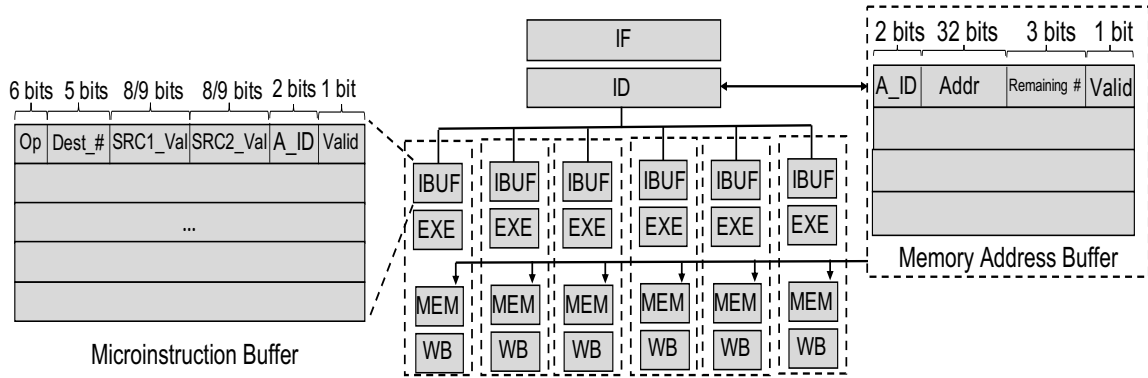 IF
ID
6 bits 5 bits 8/9 bits 8/9 bits 2 bits 1 bit
Op Dest_# SRC1_Val SRC2_Val A_ID Valid
...
Microinstruction Buffer
IBUF IBUF IBUF IBUF IBUF IBUF
EXE EXE EXE EXE EXE EXE
MEM MEM MEM MEM MEM MEM
WB WB WB WB WB WB
2 bits 32 bits 3 bits 1 bit
A_ID Addr Remaining # Valid
Memory Address Buffer